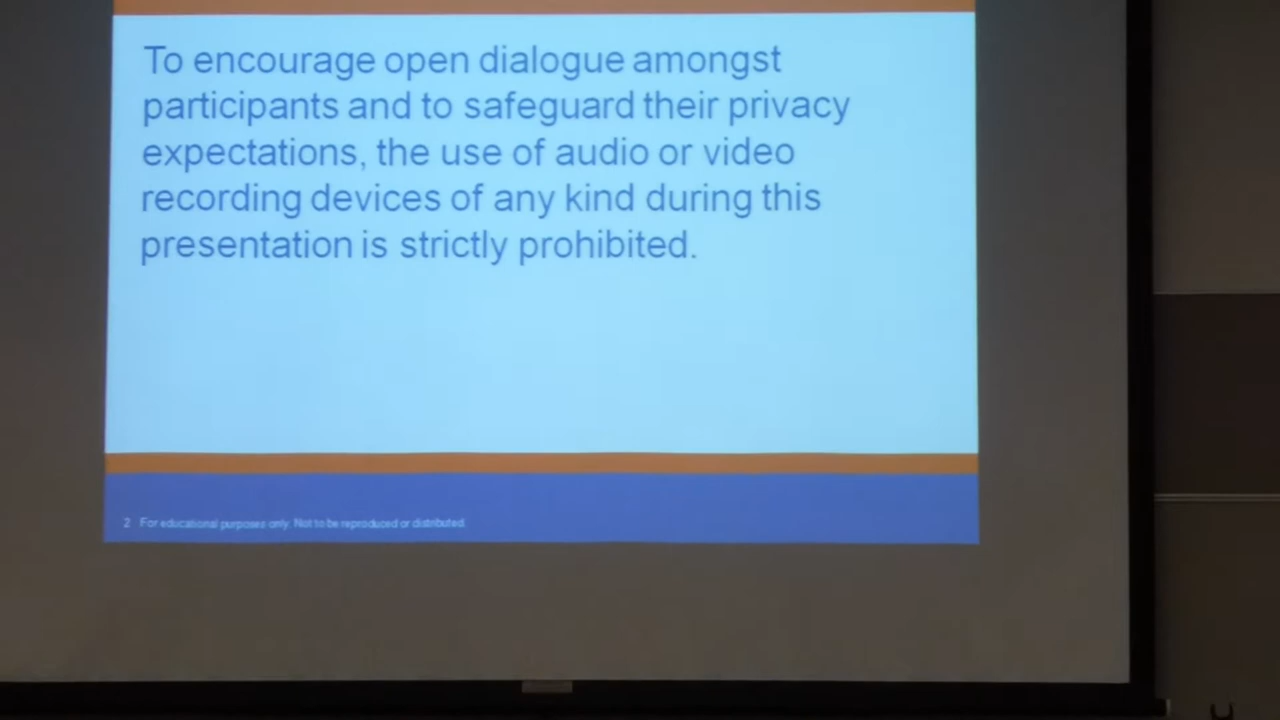 To encourage open dialogue amongst
participants and to safeguard their privacy
expectations, the use of audio or video
recording devices of any kind during this
presentation is strictly prohibited.
2 For educational purposes only. Not to be reproduced or distributed.